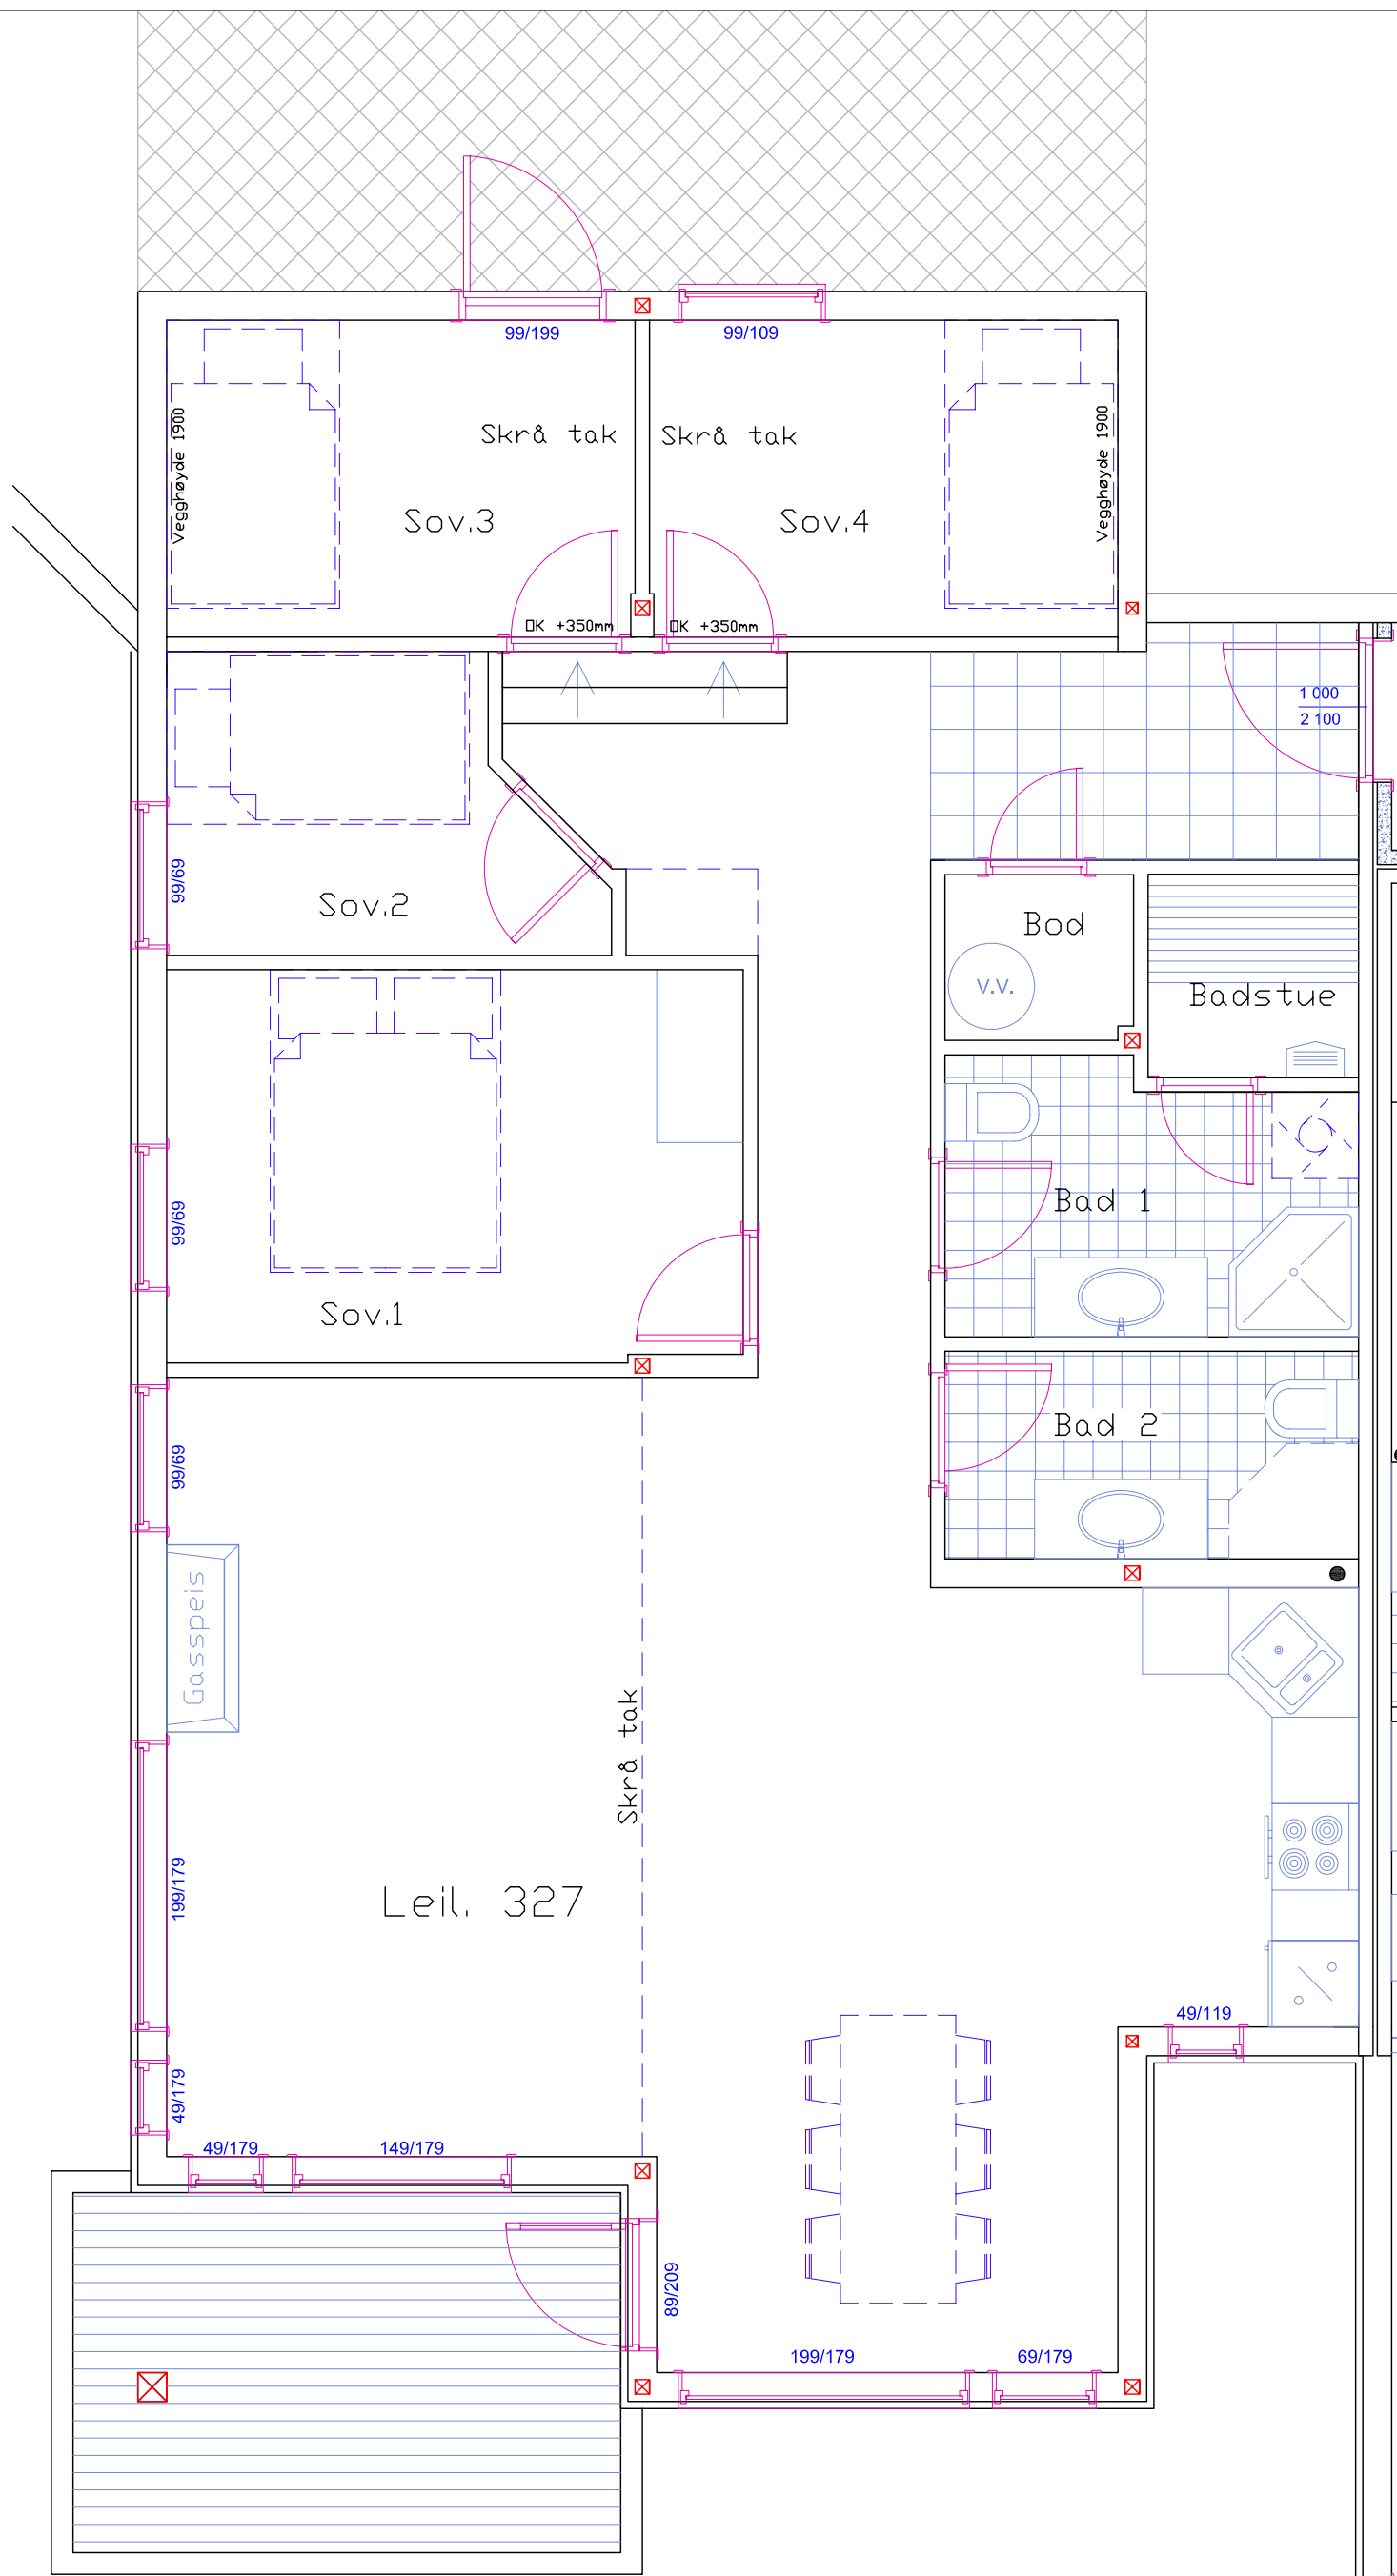 99/199
99/109
Vegghøyde 1900
Skrå tak
Skrå tak
Vegghøyde 1900
Sov.3
Sov.4
OK +350mm
OK +350mm
1 000
2 100
99/69
Sov.2
Bod
V.V.
Badstue
99/69
Bad 1
Sov.1
99/69
Bad 2
Gasspeis
Skrå tak
199/179
Leil. 327
49/119
49/179
49/179
149/179
89/209
199/179
69/179